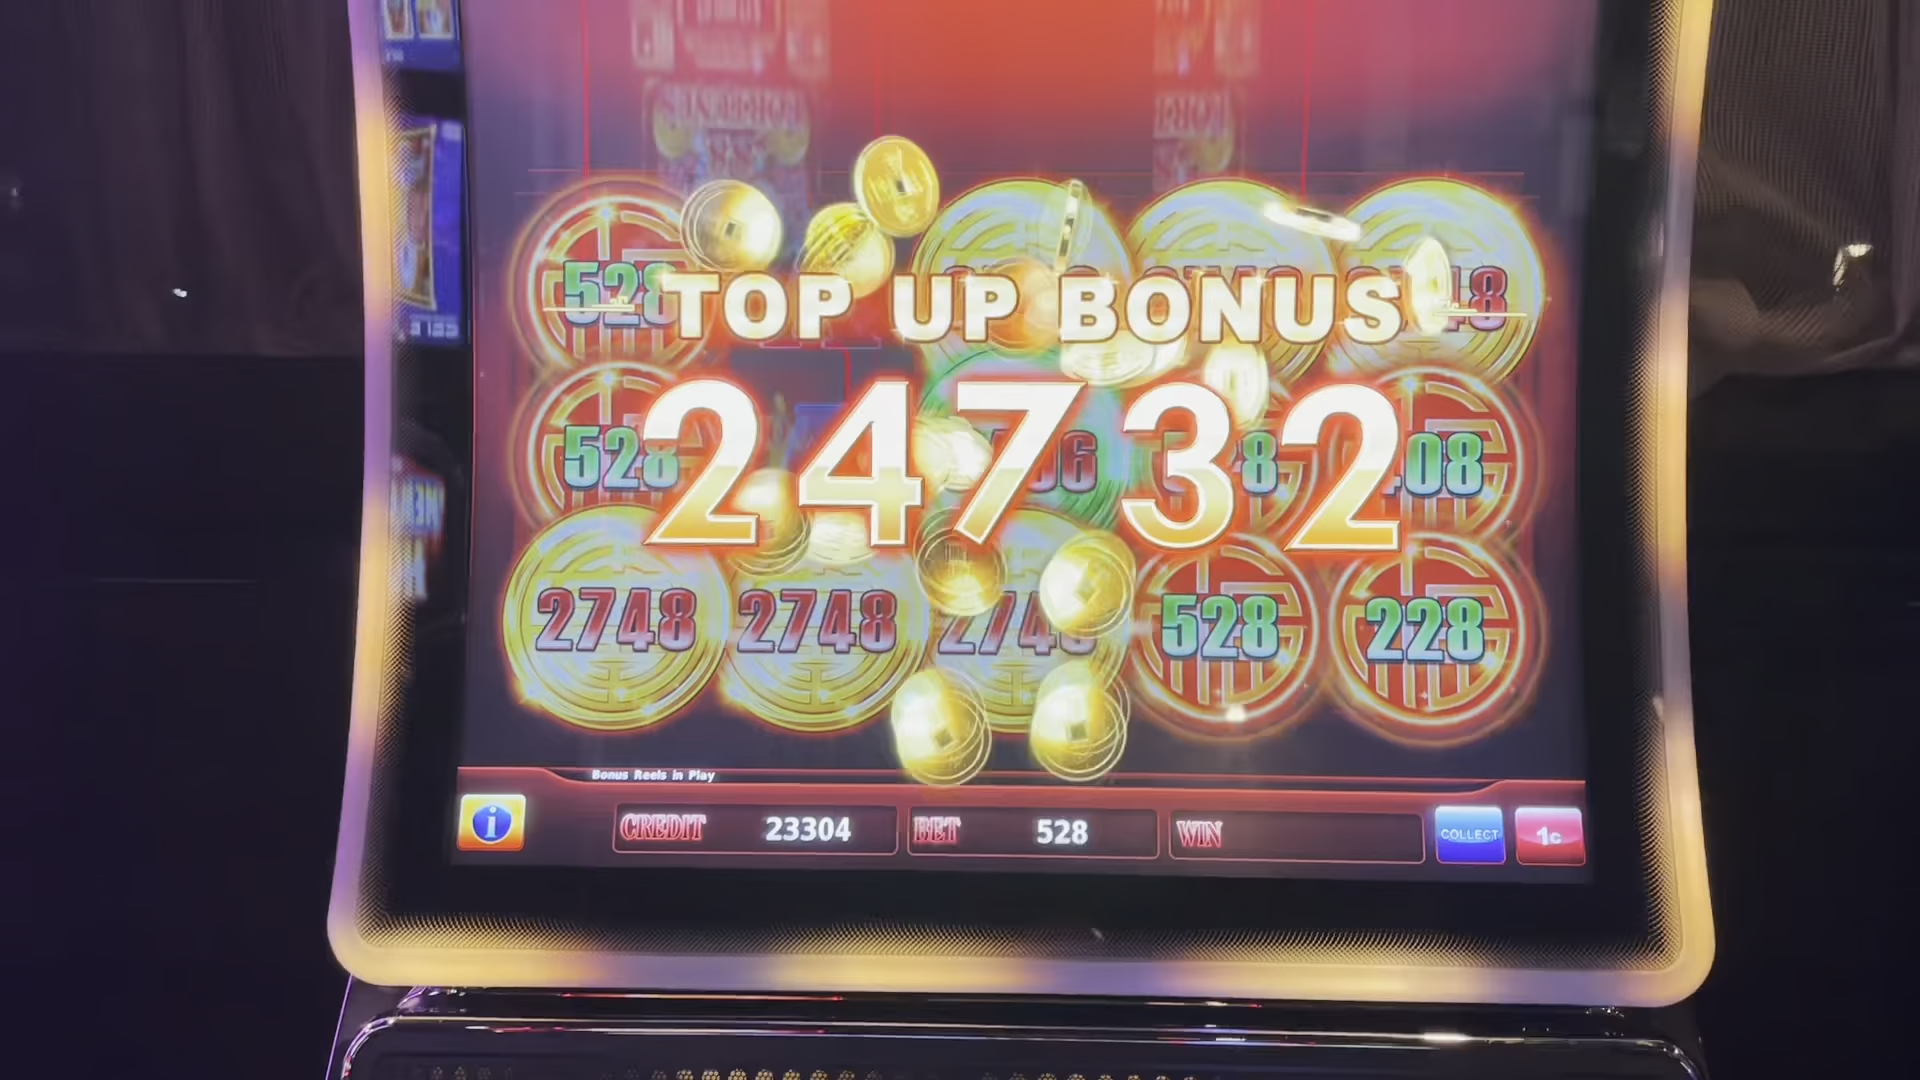 TOP UP BONUS
24732
528
528
2748
2748
528
228
Bonus Reels in Play
CREDIT 23304
BET 528
WIN
COLLECT
1c